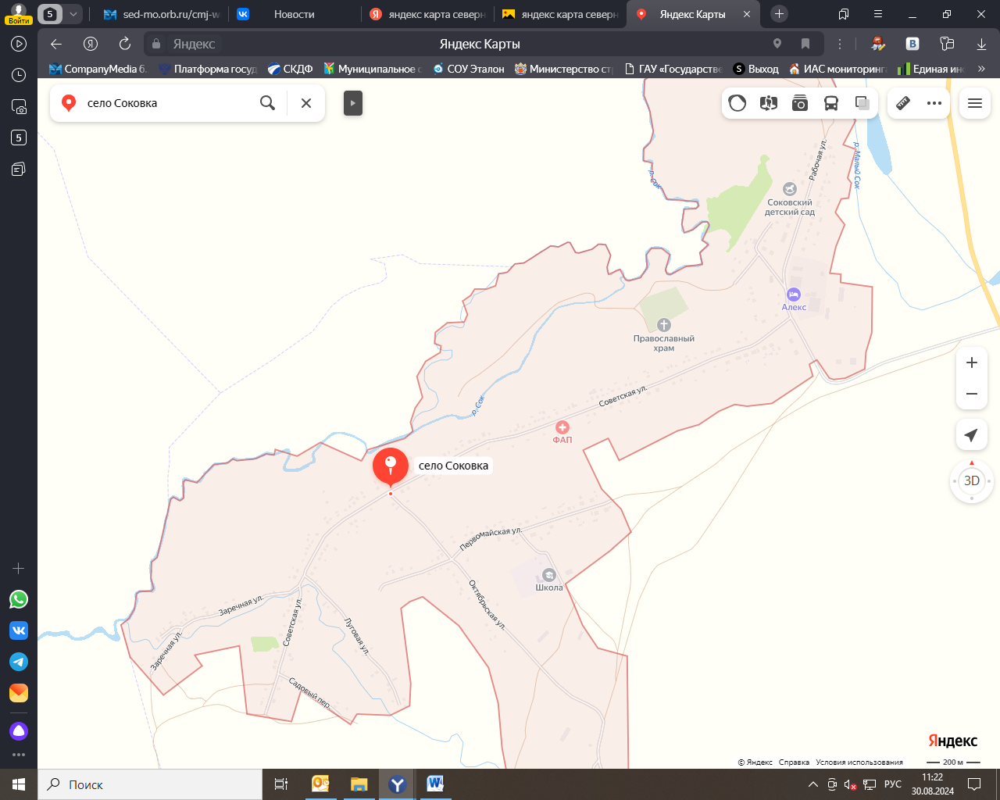 Войти
5
sed-mo.orb.ru/cmj-w
Новости
яндекс карта северн
яндекс карта северн
Яндекс Карты
Яндекс
Яндекс Карты
CompanyMedia б
Платформа госуд
СКДФ
Муниципальное
СОУ Эталон
Министерство ст
ГАУ «Государстве
Выход
ИАС мониторинг
Единая ин
5
село Соковка
р. Сок
р. Малый Сок
Рабочая ул.
Соковский
детский сад
Алекс
Православный
храм
Советская ул.
р. Сок
ФАП
село Соковка
3D
Первомайская ул.
Школа
Октябрьская ул.
Заречная ул.
Советская ул.
Луговая ул.
Заречная ул.
Садовый пер.
Яндекс
© Яндекс Справка Условия использования
200 м
Поиск
РУС
11:22
30.08.2024